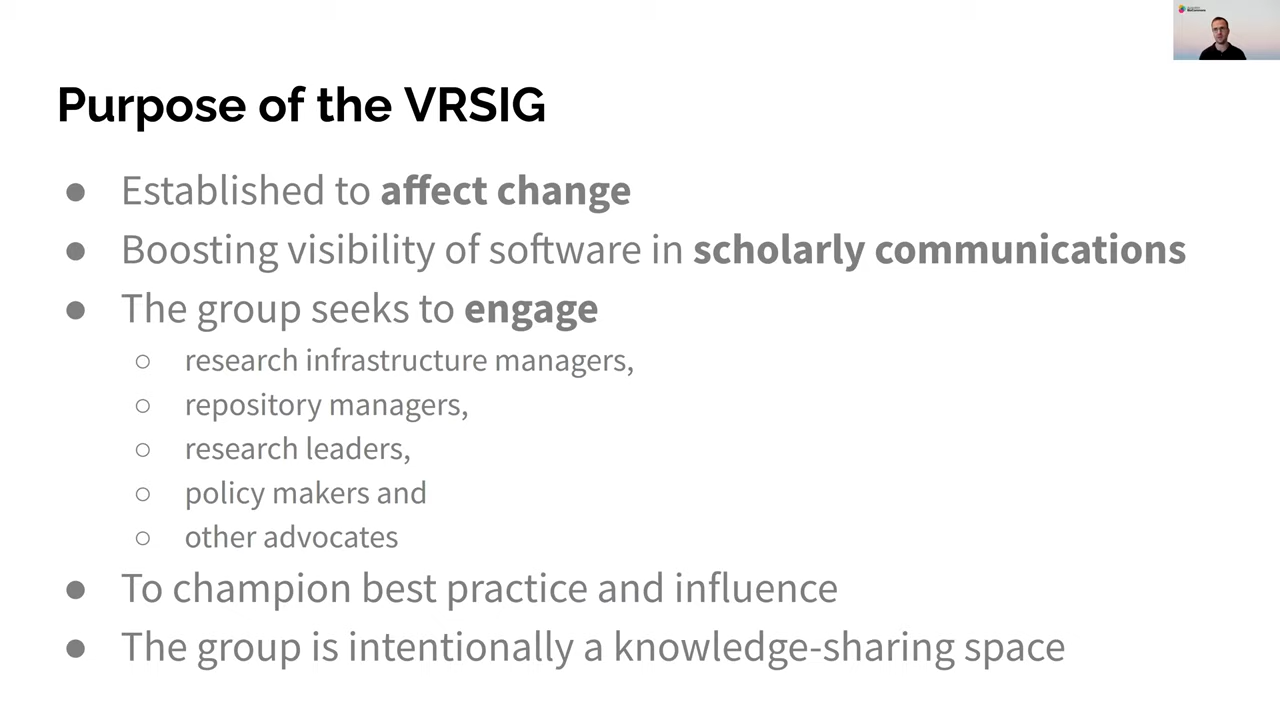 Purpose of the VRSIG
● Established to affect change
● Boosting visibility of software in scholarly communications
● The group seeks to engage
○ research infrastructure managers,
○ repository managers,
○ research leaders,
○ policy makers and
○ other advocates
● To champion best practice and influence
● The group is intentionally a knowledge-sharing space